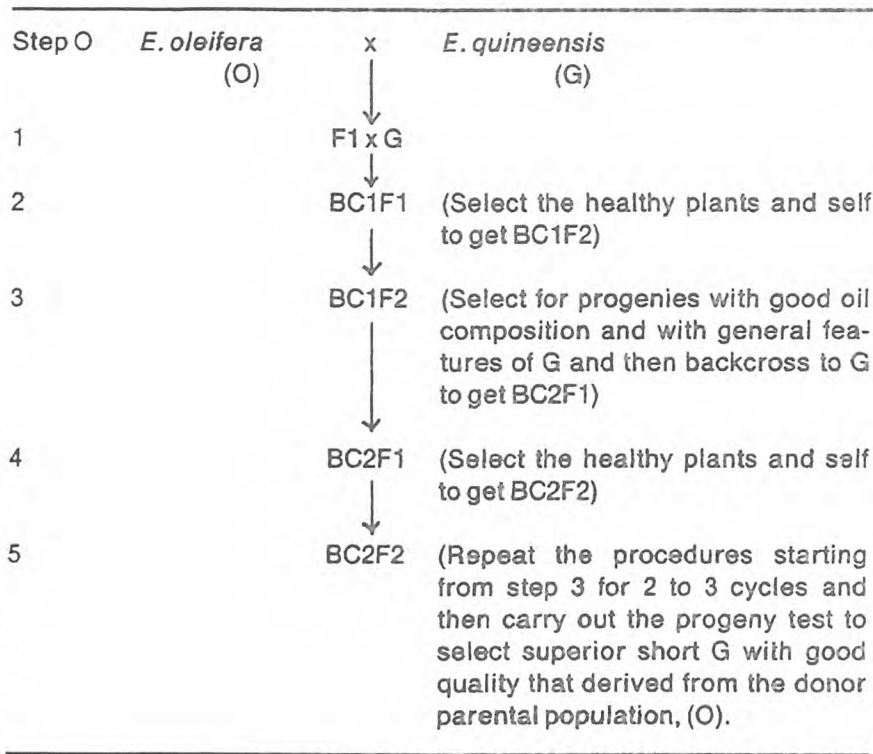 Step O E. oleifera x E. quineensis
(O) (G)
1 F1 x G
2 BC1F1 (Select the healthy plants and self
to get BC1F2)
3 BC1F2 (Select for progenies with good oil
composition and with general fea-
tures of G and then backcross to G
to get BC2F1)
4 BC2F1 (Select the healthy plants and self
to get BC2F2)
5 BC2F2 (Repeat the procedures starting
from step 3 for 2 to 3 cycles and
then carry out the progeny test to
select superior short G with good
quality that derived from the donor
parental population, (O).